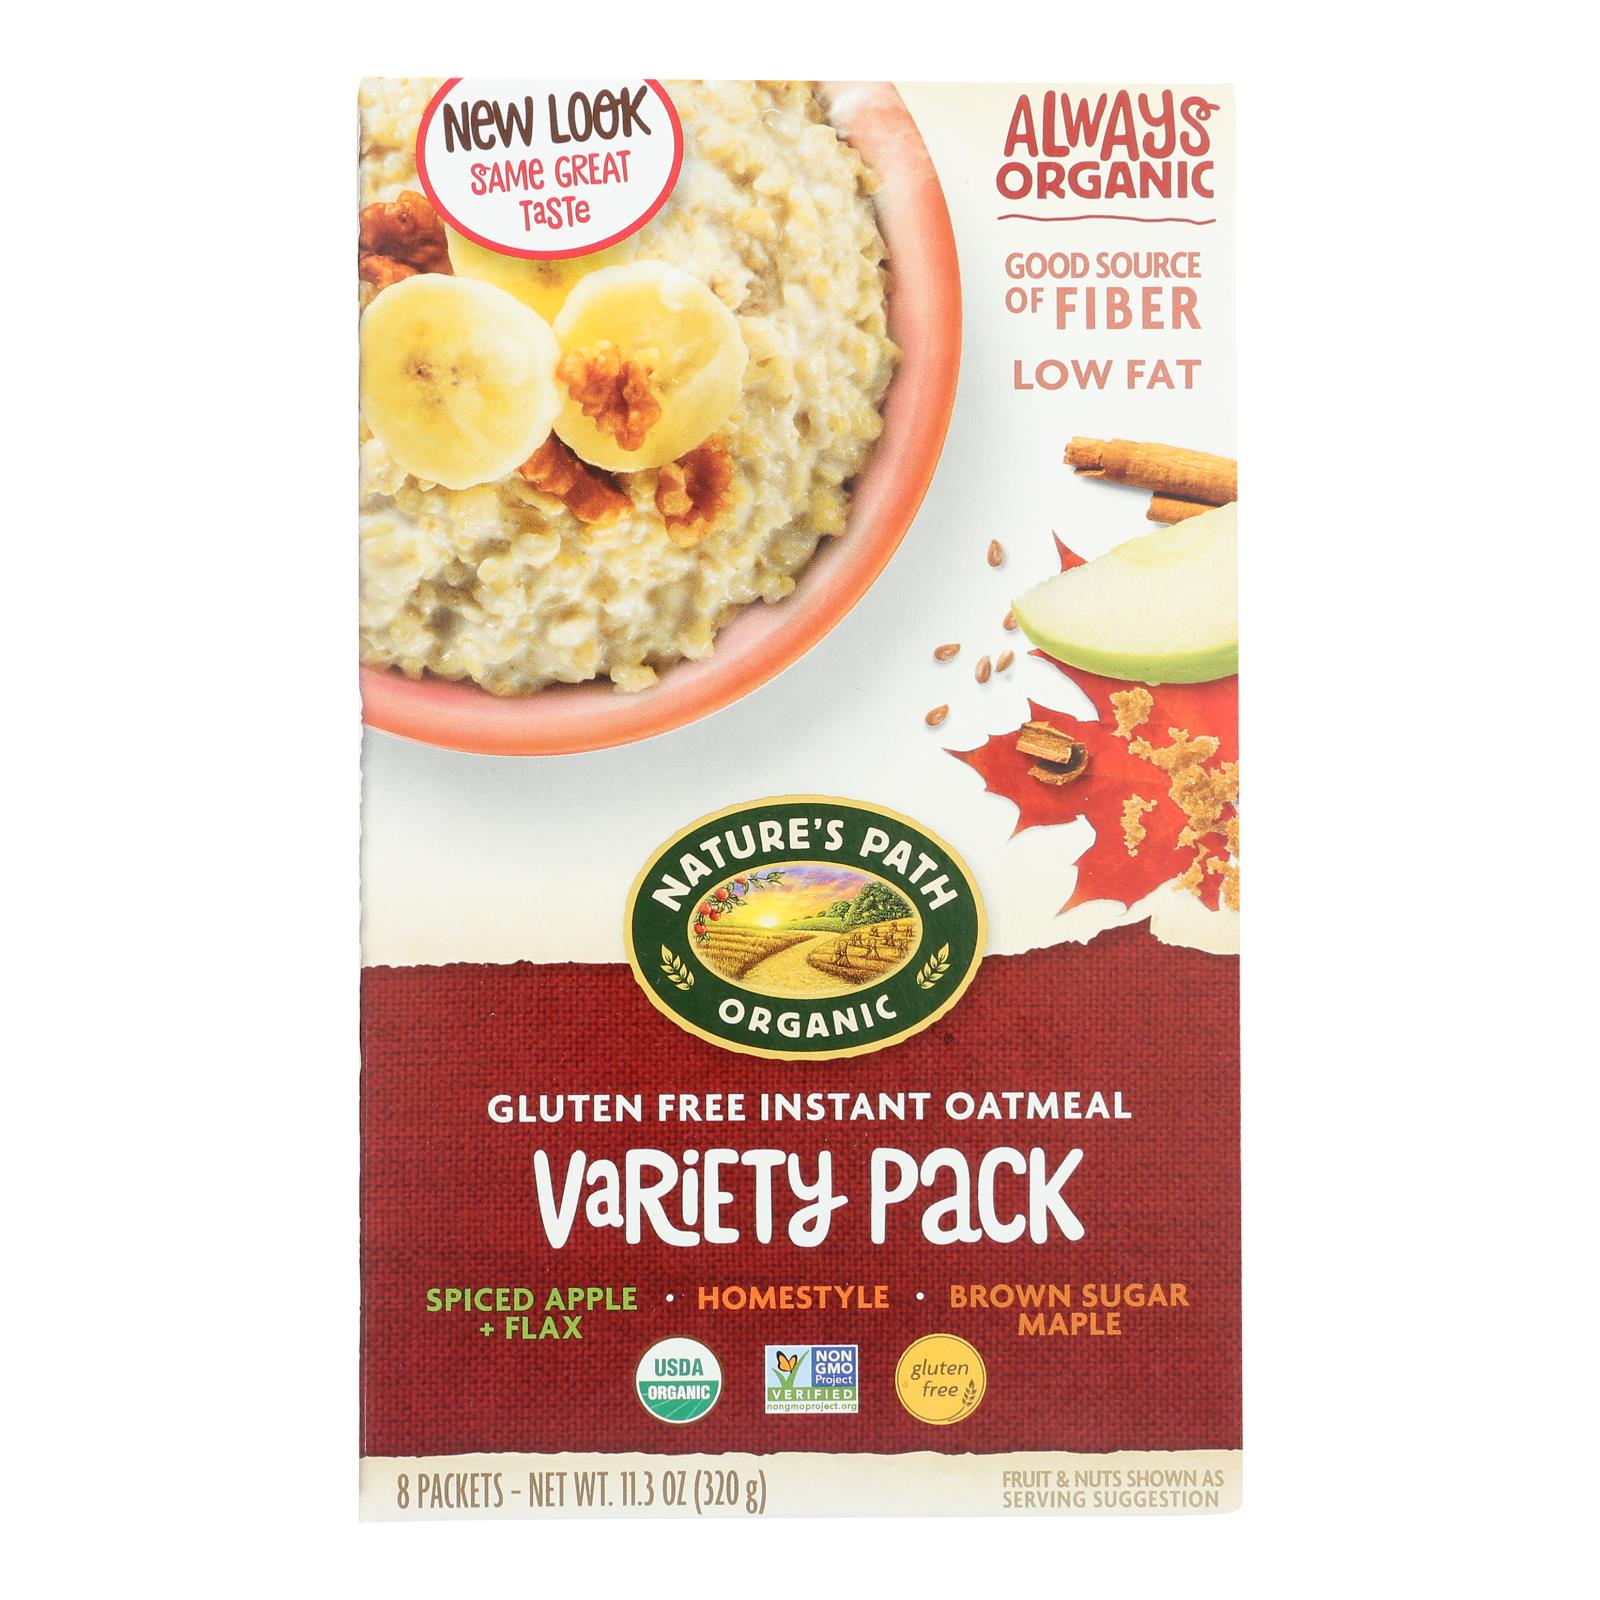 NEW LOOK
SAME GREAT
TaSTe
ALWAYS
ORGANIC
GOOD SOURCE
OF FIBER
LOW FAT
NATURE'S PATH
ORGANIC
GLUTEN FREE INSTANT OATMEAL
VaRiETy PaCK
SPICED APPLE
+ FLAX
• HOMESTYLE •
BROWN SUGAR
MAPLE
USDA
ORGANIC
NON
GMO
Project
VERIFIED
nongmoproject.org
gluten
free
8 PACKETS – NET WT. 11.3 OZ (320 g)
FRUIT & NUTS SHOWN AS
SERVING SUGGESTION